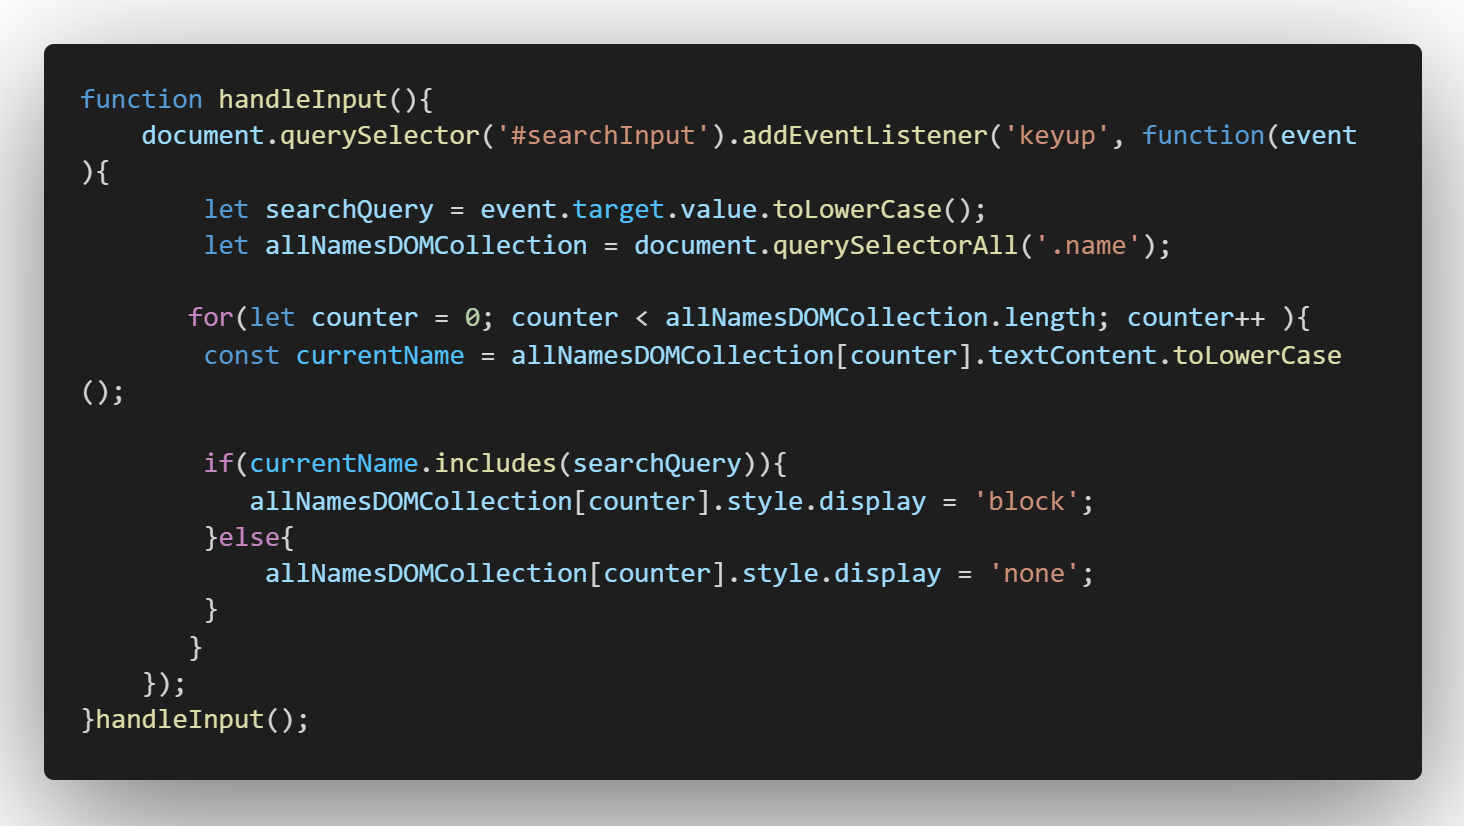 function handleInput(){
    document.querySelector('#searchInput').addEventListener('keyup', function(event
){
        let searchQuery = event.target.value.toLowerCase();
        let allNamesDOMCollection = document.querySelectorAll('.name');

       for(let counter = 0; counter < allNamesDOMCollection.length; counter++ ){
        const currentName = allNamesDOMCollection[counter].textContent.toLowerCase
();

        if(currentName.includes(searchQuery)){
           allNamesDOMCollection[counter].style.display = 'block';
        }else{
            allNamesDOMCollection[counter].style.display = 'none';
        }
       }
    });
}handleInput();